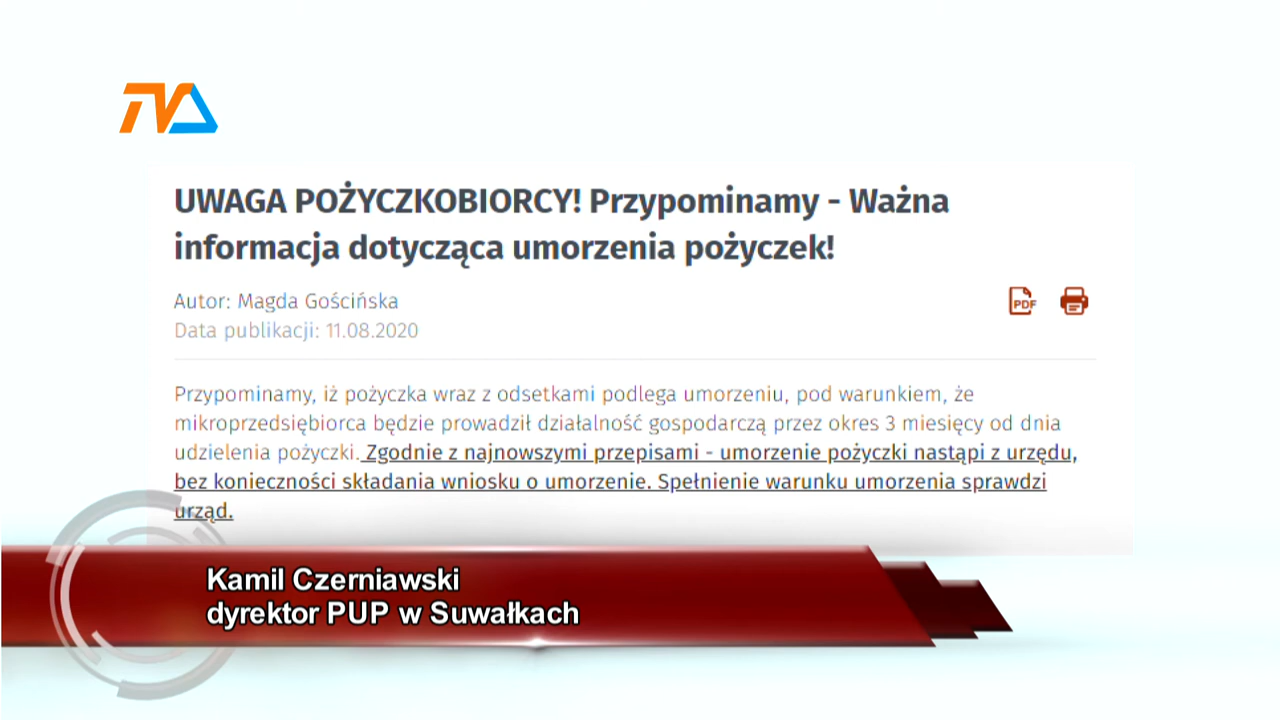 TVA
UWAGA POŻYCZKOBIORCY! Przypominamy - Ważna
informacja dotycząca umorzenia pożyczek!
Autor: Magda Gościńska
PDF
Data publikacji: 11.08.2020
Przypominamy, iż pożyczka wraz z odsetkami podlega umorzeniu, pod warunkiem, że
mikroprzedsiębiorca będzie prowadził działalność gospodarczą przez okres 3 miesięcy od dnia
udzielenia pożyczki. Zgodnie z najnowszymi przepisami - umorzenie pożyczki nastąpi z urzędu,
bez konieczności składania wniosku o umorzenie. Spełnienie warunku umorzenia sprawdzi
urząd.
Kamil Czerniawski
dyrektor PUP w Suwałkach